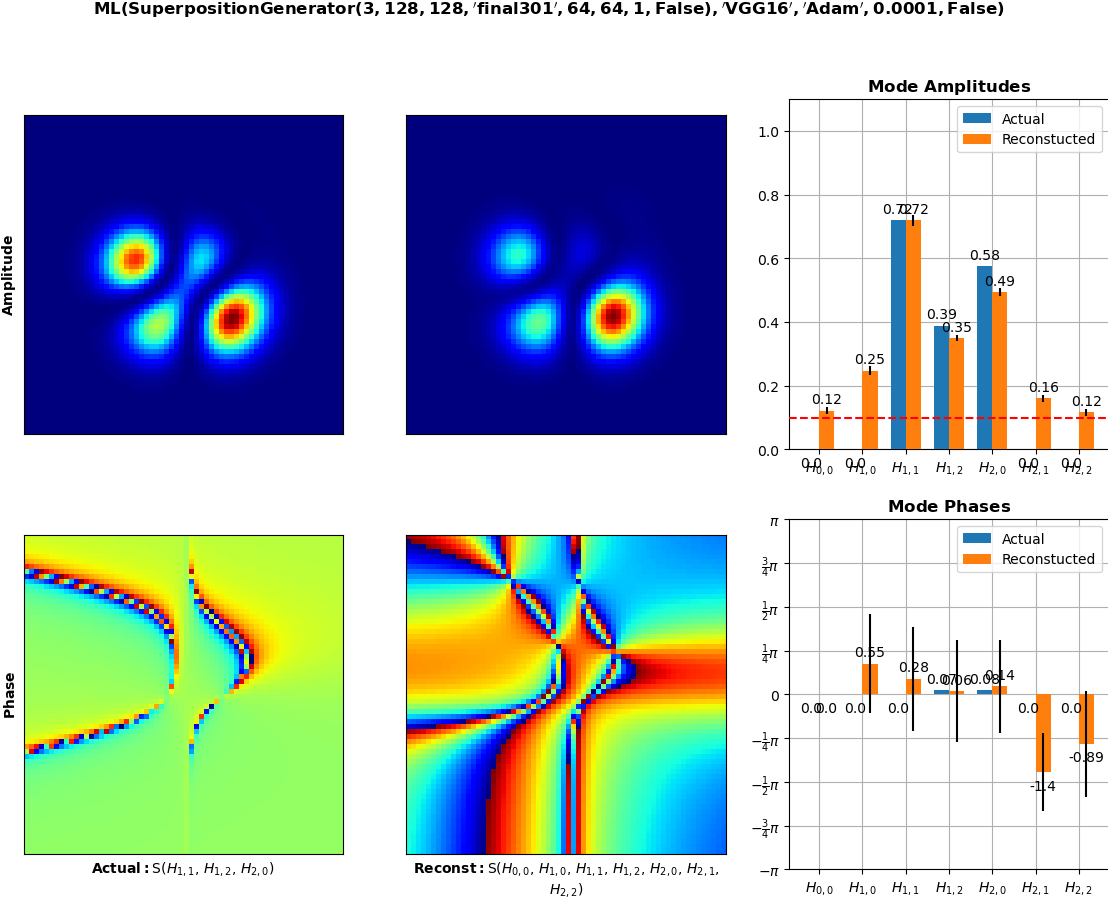 ML(SuperpositionGenerator(3, 128, 128, 'final301', 64, 64, 1, False), 'VGG16', 'Adam', 0.0001, False)
Amplitude
Mode Amplitudes
Actual
Reconstucted
1.0
0.8
0.6
0.4
0.2
0.0
0.12
0.25
0.72
0.72
0.39
0.35
0.58
0.49
0.16
0.12
0.0
0.0
0.0
0.0
H0,0
H1,0
H1,1
H1,2
H2,0
H2,1
H2,2
Phase
Actual: S(H1,1, H1,2, H2,0)
Reconst: S(H0,0, H1,0, H1,1, H1,2, H2,0, H2,1,
H2,2)
Mode Phases
Actual
Reconstucted
π
3/4π
1/2π
1/4π
0
−1/4π
−1/2π
−3/4π
−π
0.0
0.0
0.0
0.55
0.0
0.28
0.07
0.06
0.08
0.14
0.0
-1.4
0.0
-0.89
H0,0
H1,0
H1,1
H1,2
H2,0
H2,1
H2,2